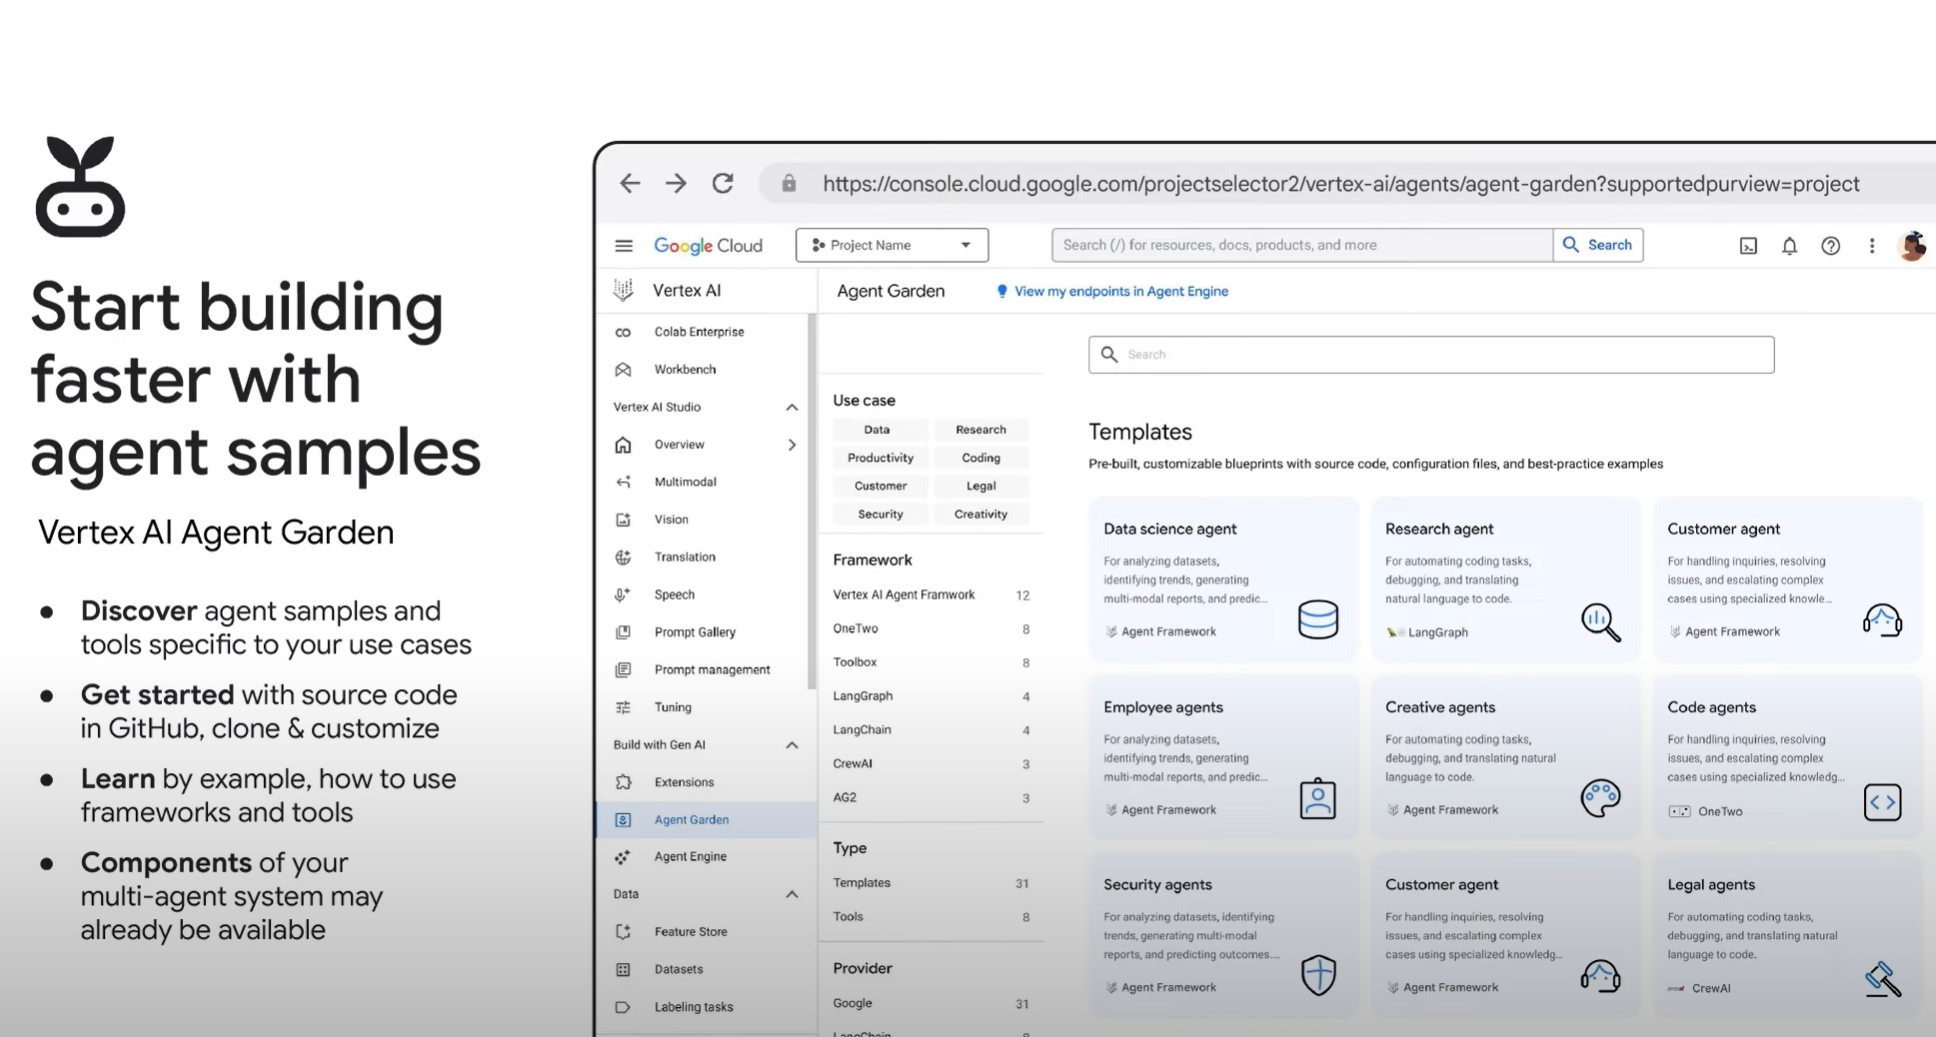 Start building
faster with
agent samples
Vertex AI Agent Garden
• Discover agent samples and
tools specific to your use cases
• Get started with source code
in GitHub, clone & customize
• Learn by example, how to use
frameworks and tools
• Components of your
multi-agent system may
already be available
https://console.cloud.google.com/projectselector2/vertex-ai/agents/agent-garden?supportedpurview=project
Google Cloud
Project Name
Search (/) for resources, docs, products, and more
Search
Vertex AI
Colab Enterprise
Workbench
Vertex AI Studio
Overview
Multimodal
Vision
Translation
Speech
Prompt Gallery
Prompt management
Tuning
Build with Gen AI
Extensions
Agent Garden
Agent Engine
Data
Feature Store
Datasets
Labeling tasks
Agent Garden
View my endpoints in Agent Engine
Use case
Data
Research
Productivity
Coding
Customer
Legal
Security
Creativity
Framework
Vertex AI Agent Framwork 12
OneTwo 8
Toolbox 8
LangGraph 4
LangChain 4
CrewAI 3
AG2 3
Type
Templates 31
Tools 8
Provider
Google 31
LangChain 8
Search
Templates
Pre-built, customizable blueprints with source code, configuration files, and best-practice examples
Data science agent
For analyzing datasets,
identifying trends, generating
multi-modal reports, and predic...
Agent Framework
Research agent
For automating coding tasks,
debugging, and translating
natural language to code.
LangGraph
Customer agent
For handling inquiries, resolving
issues, and escalating complex
cases using specialized knowle...
Agent Framework
Employee agents
For analyzing datasets,
identifying trends, generating
multi-modal reports, and predic...
Agent Framework
Creative agents
For automating coding tasks,
debugging, and translating natural
language to code.
Agent Framework
Code agents
For handling inquiries, resolving
issues, and escalating complex
cases using specialized knowledg...
OneTwo
Security agents
For analyzing datasets, identifying
trends, generating multi-modal
reports, and predicting outcomes....
Agent Framework
Customer agent
For handling inquiries, resolving
issues, and escalating complex
cases using specialized knowledg...
Agent Framework
Legal agents
For automating coding tasks,
debugging, and translating natural
language to code.
CrewAI